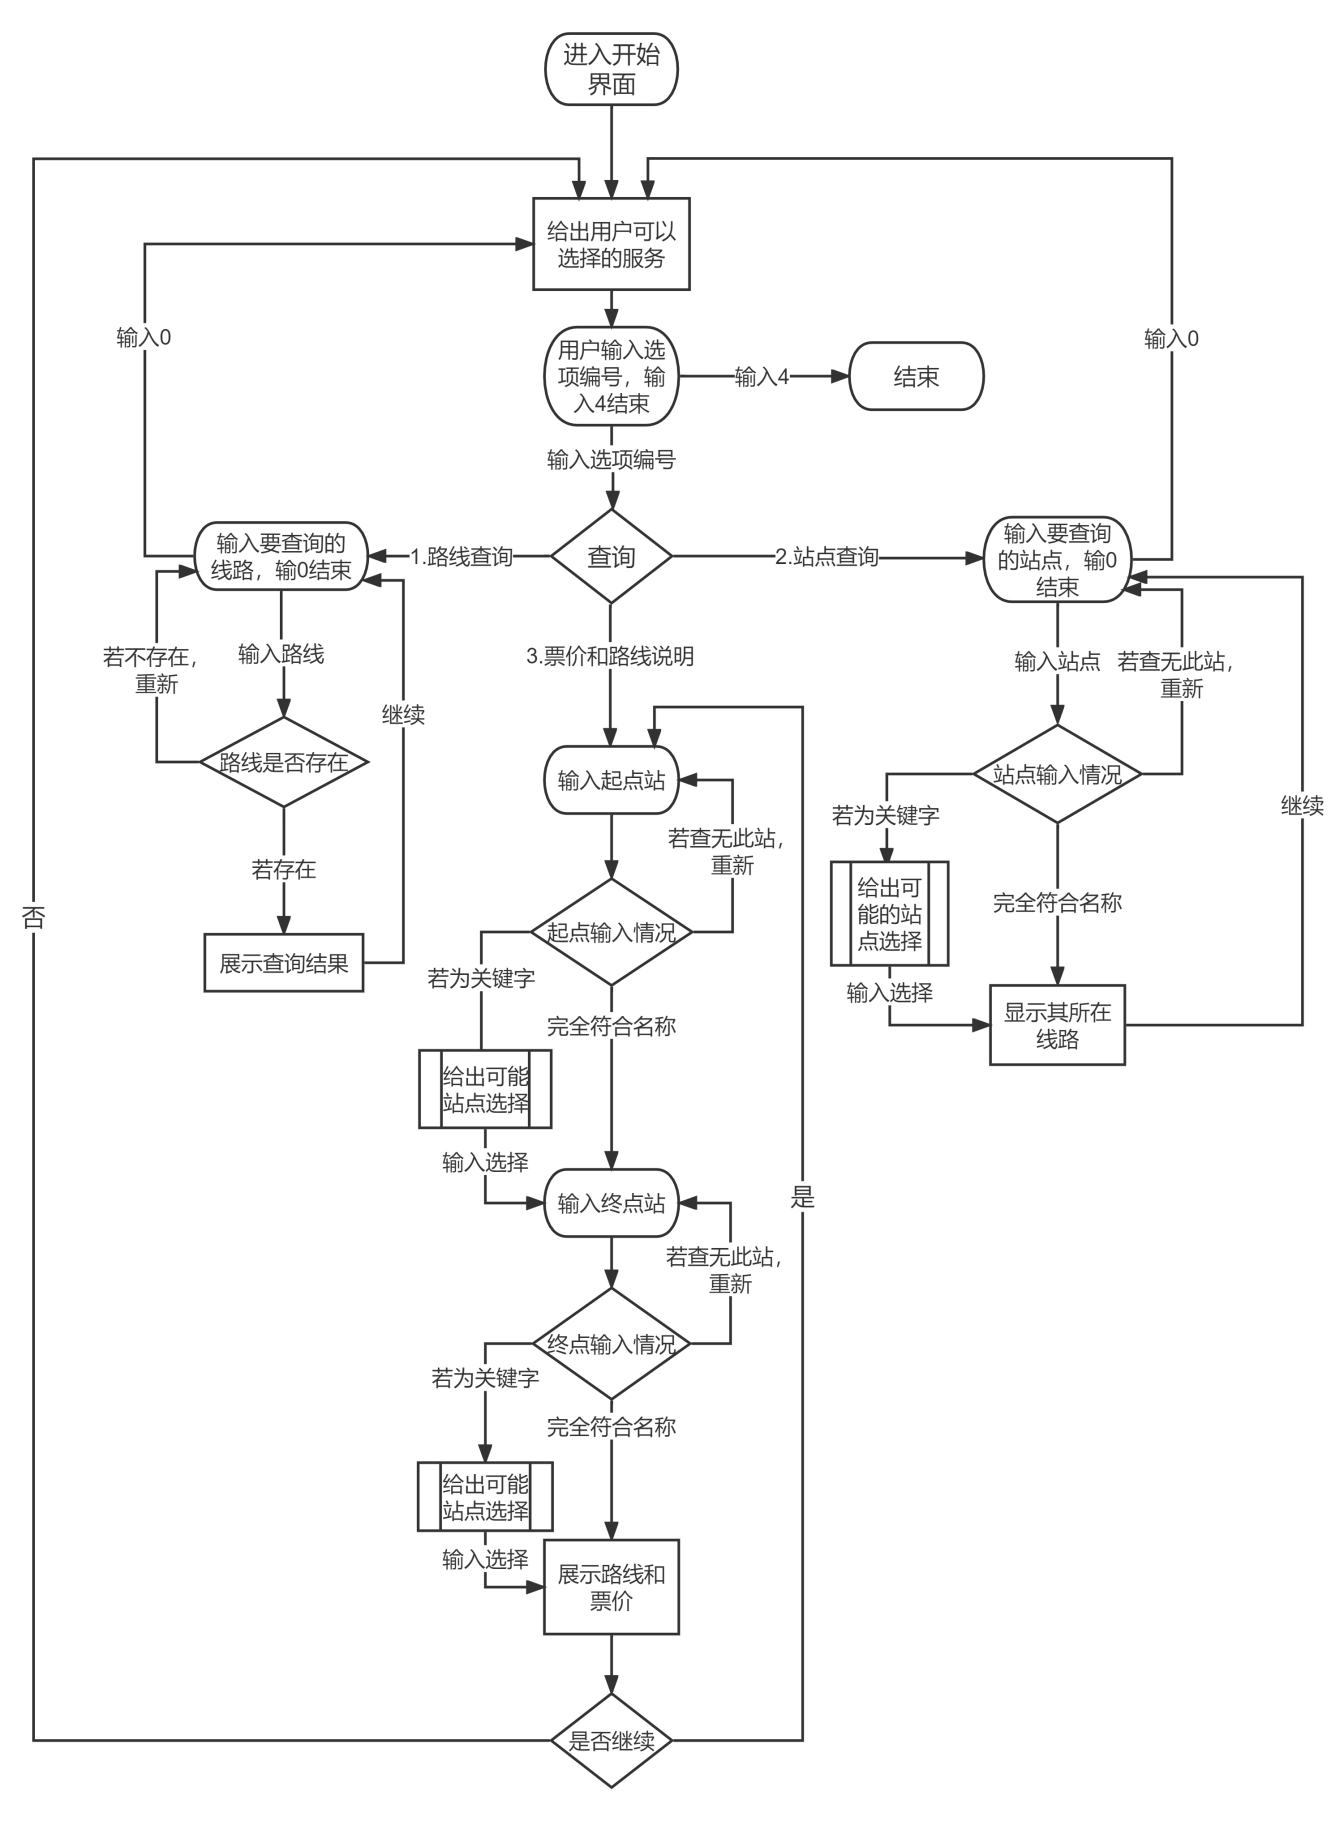 进入开始
界面
给出用户可以
选择的服务
输入0
输入0
用户输入选
项编号，输
入4结束
输入4
结束
输入选项编号
输入要查询的
线路，输0结束
1.路线查询
查询
2.站点查询
输入要查询
的站点，输0
结束
若不存在，
重新
输入路线
3.票价和路线说明
输入站点
若查无此站，
重新
继续
路线是否存在
输入起点站
站点输入情况
继续
若为关键字
若查无此站，
重新
若存在
给出可
能的站
点选择
完全符合名称
否
起点输入情况
展示查询结果
若为关键字
输入选择
完全符合名称
显示其所在
线路
给出可能
站点选择
输入选择
输入终点站
是
若查无此站，
重新
终点输入情况
若为关键字
完全符合名称
给出可能
站点选择
输入选择
展示路线和
票价
是否继续